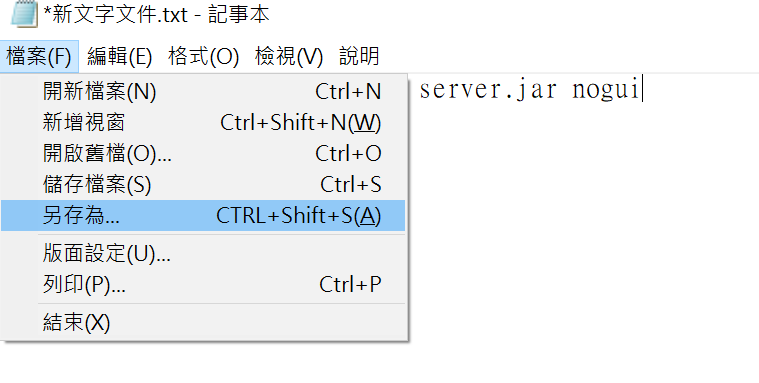 *新文字文件.txt - 記事本
檔案(F) 編輯(E) 格式(O) 檢視(V) 說明
開新檔案(N) Ctrl+N server.jar nogui
新增視窗 Ctrl+Shift+N(W)
開啟舊檔(O)... Ctrl+O
儲存檔案(S) Ctrl+S
另存為... CTRL+Shift+S(A)
版面設定(U)...
列印(P)... Ctrl+P
結束(X)